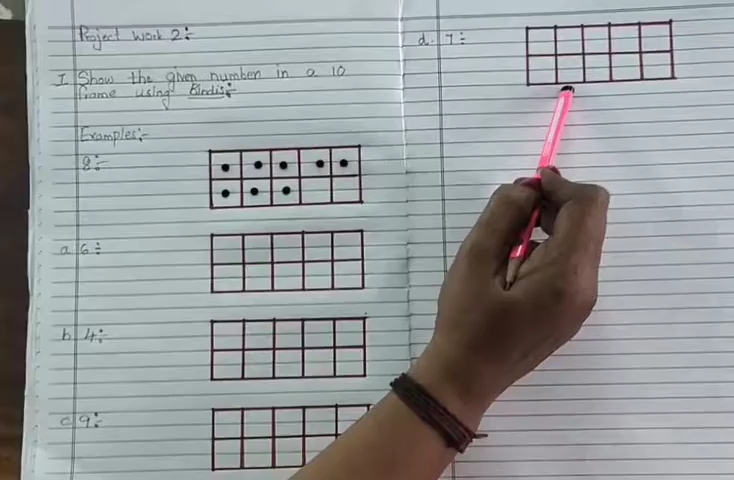 Project work 2:-
I Show the given number in a 10
frame using Bindis:-
Examples:-
8:-
a 6:-
b 4:-
c 9:-
d. 7:-